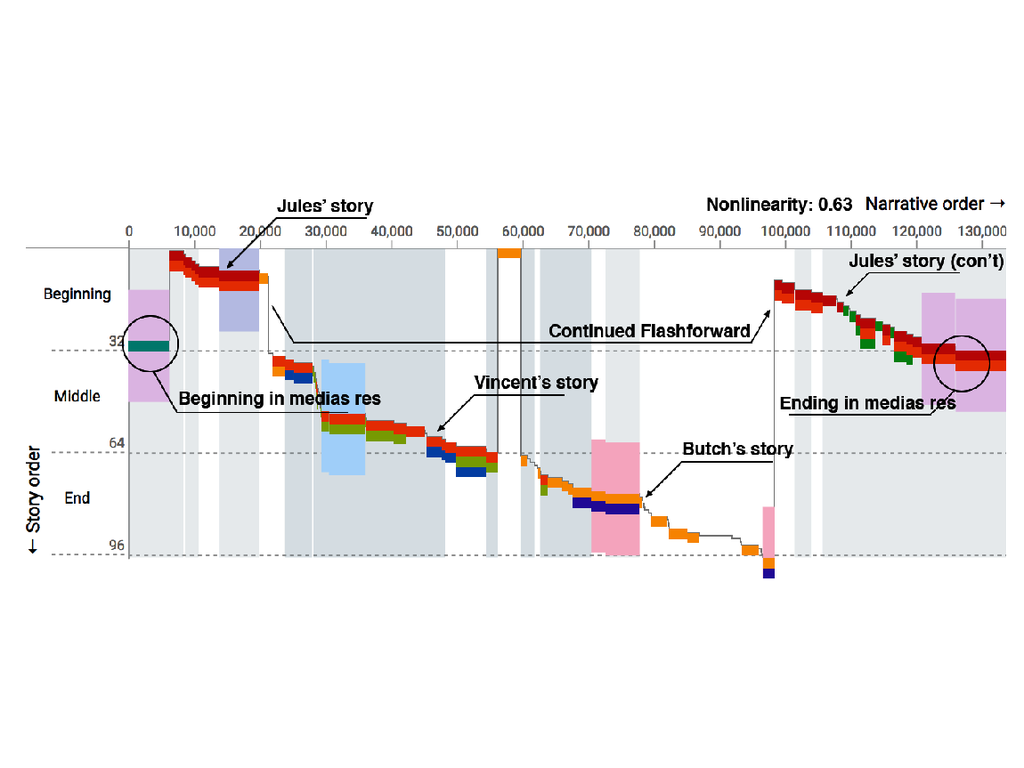 Jules' story
Nonlinearity: 0.63 Narrative order →
0 10,000 20,000 30,000 40,000 50,000 60,000 70,000 80,000 90,000 100,000 110,000 120,000 130,000
Jules' story (con't)
Beginning
Continued Flashforward
32
Vincent's story
Middle
Beginning in medias res
Ending in medias res
64
Butch's story
End
96
← Story order